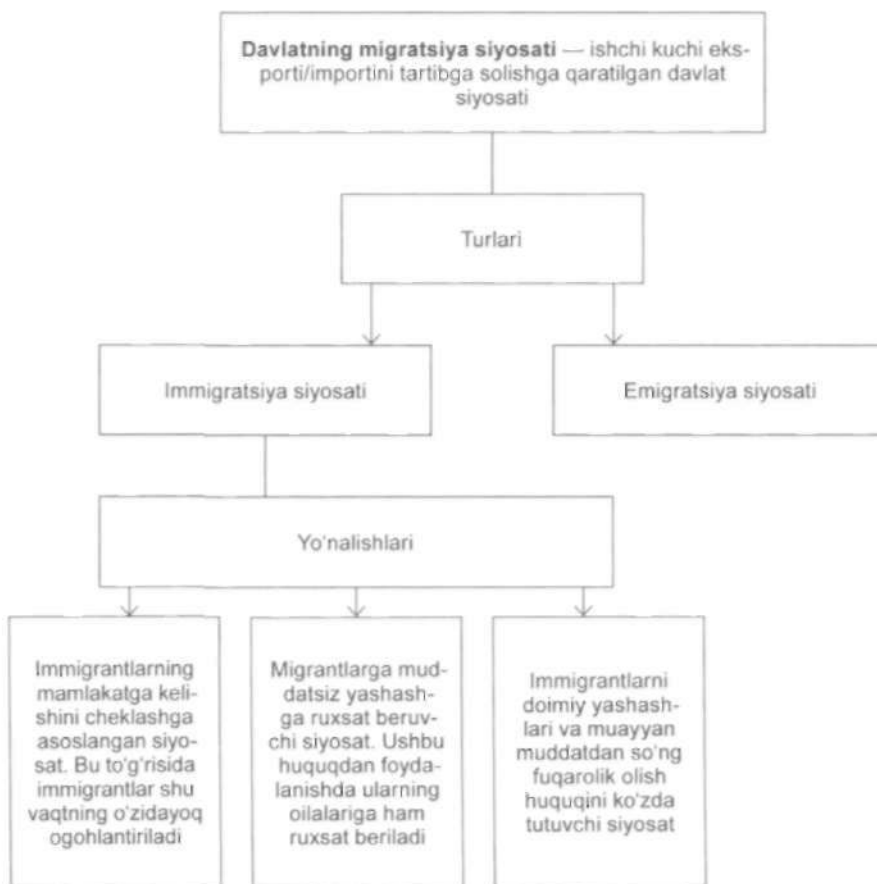 Davlatning migratsiya siyosati — ishchi kuchi eks-
porti/importini tartibga solishga qaratilgan davlat
siyosati
Turlari
Immigratsiya siyosati
Emigratsiya siyosati
Yo‘nalishlari
Immigrantlarning
mamlakatga keli-
shini cheklashga
asoslangan siyo-
sat. Bu to‘g‘risida
immigrantlar shu
vaqtning o‘zidayoq
ogohlantiriladi
Migrantlarga mud-
datsiz yashash-
ga ruxsat beruv-
chi siyosat. Ushbu
huquqdan foyda-
lanishda ularning
oilalariga ham
ruxsat beriladi
Immigrantlarni
doimiy yashash-
lari va muayyan
muddatdan so‘ng
fuqarolik olish
huquqini ko‘zda
tutuvchi siyosat